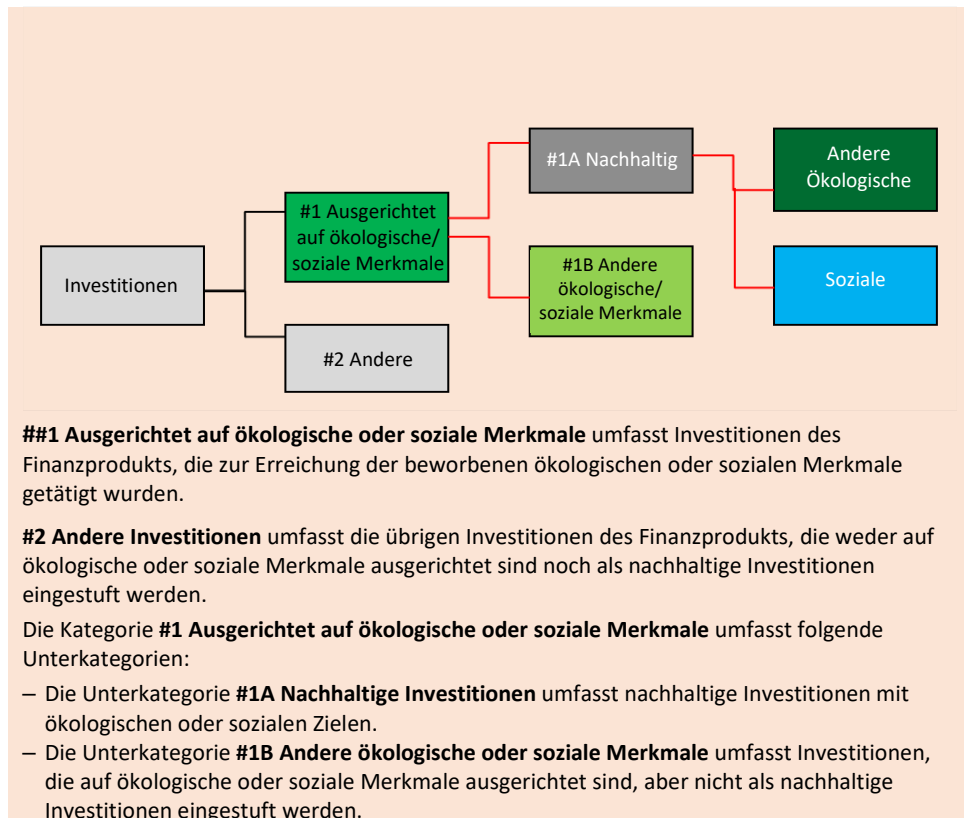 #1A Nachhaltig
Andere
Ökologische
#1 Ausgerichtet
auf ökologische/
soziale Merkmale
Investitionen
#1B Andere
ökologische/
soziale Merkmale
Soziale
#2 Andere
##1 Ausgerichtet auf ökologische oder soziale Merkmale umfasst Investitionen des
Finanzprodukts, die zur Erreichung der beworbenen ökologischen oder sozialen Merkmale
getätigt wurden.
#2 Andere Investitionen umfasst die übrigen Investitionen des Finanzprodukts, die weder auf
ökologische oder soziale Merkmale ausgerichtet sind noch als nachhaltige Investitionen
eingestuft werden.
Die Kategorie #1 Ausgerichtet auf ökologische oder soziale Merkmale umfasst folgende
Unterkategorien:
– Die Unterkategorie #1A Nachhaltige Investitionen umfasst nachhaltige Investitionen mit
ökologischen oder sozialen Zielen.
– Die Unterkategorie #1B Andere ökologische oder soziale Merkmale umfasst Investitionen,
die auf ökologische oder soziale Merkmale ausgerichtet sind, aber nicht als nachhaltige
Investitionen eingestuft werden.